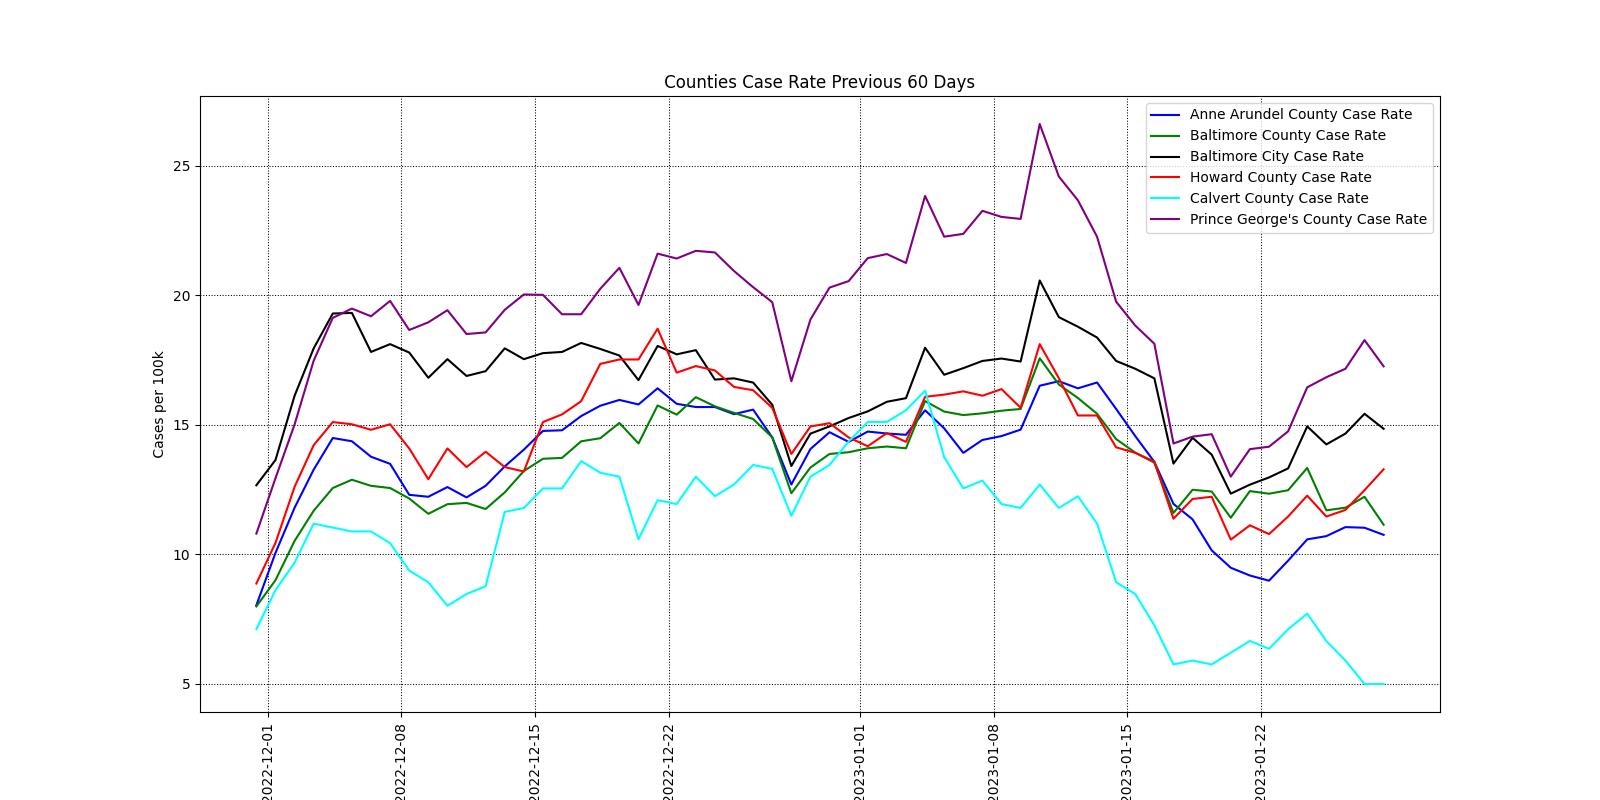 Counties Case Rate Previous 60 Days
Anne Arundel County Case Rate
Baltimore County Case Rate
Baltimore City Case Rate
Howard County Case Rate
Calvert County Case Rate
Prince George's County Case Rate
Cases per 100k
25
20
15
10
5
2022-12-01
2022-12-08
2022-12-15
2022-12-22
2023-01-01
2023-01-08
2023-01-15
2023-01-22